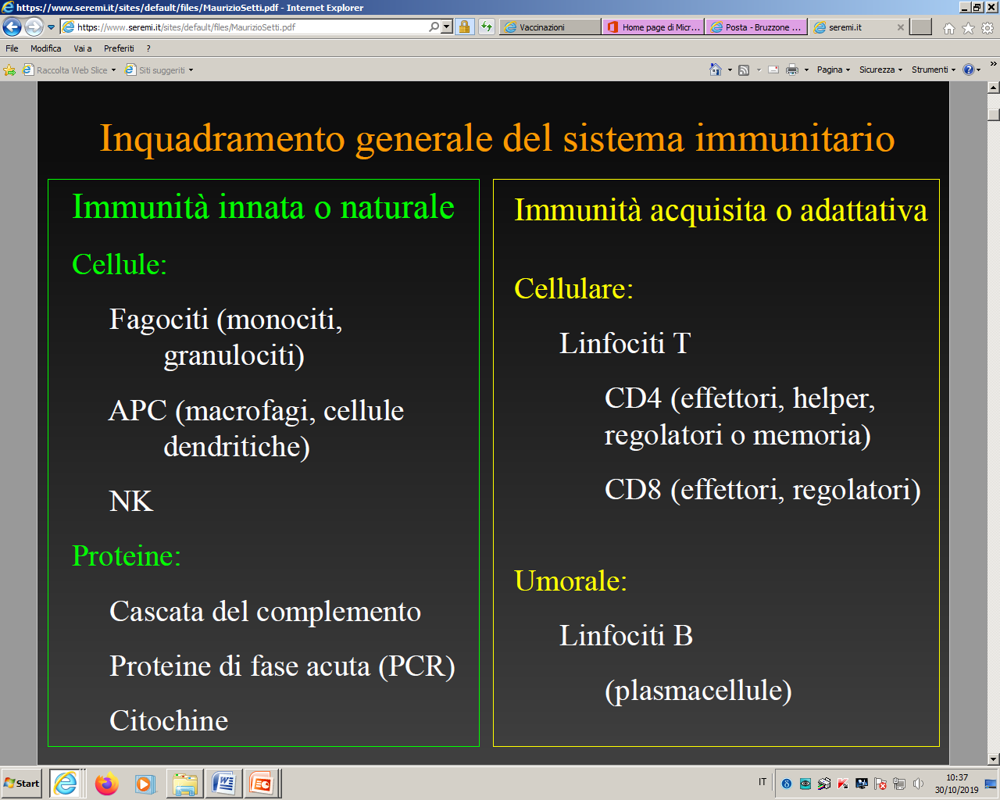 https://www.seremi.it/sites/default/files/MaurizioSetti.pdf - Internet Explorer
https://www.seremi.it/sites/default/files/MaurizioSetti.pdf
Vaccinazioni
Home page di Micr...
Posta - Bruzzone ...
seremi.it
File Modifica Vai a Preferiti ?
Raccolta Web Slice
Siti suggeriti
Pagina
Sicurezza
Strumenti
Inquadramento generale del sistema immunitario
Immunità innata o naturale
Cellule:
Fagociti (monociti,
granulociti)
APC (macrofagi, cellule
dendritiche)
NK
Proteine:
Cascata del complemento
Proteine di fase acuta (PCR)
Citochine
Immunità acquisita o adattativa
Cellulare:
Linfociti T
CD4 (effettori, helper,
regolatori o memoria)
CD8 (effettori, regolatori)
Umorale:
Linfociti B
(plasmacellule)
Start
IT
10:37
30/10/2019